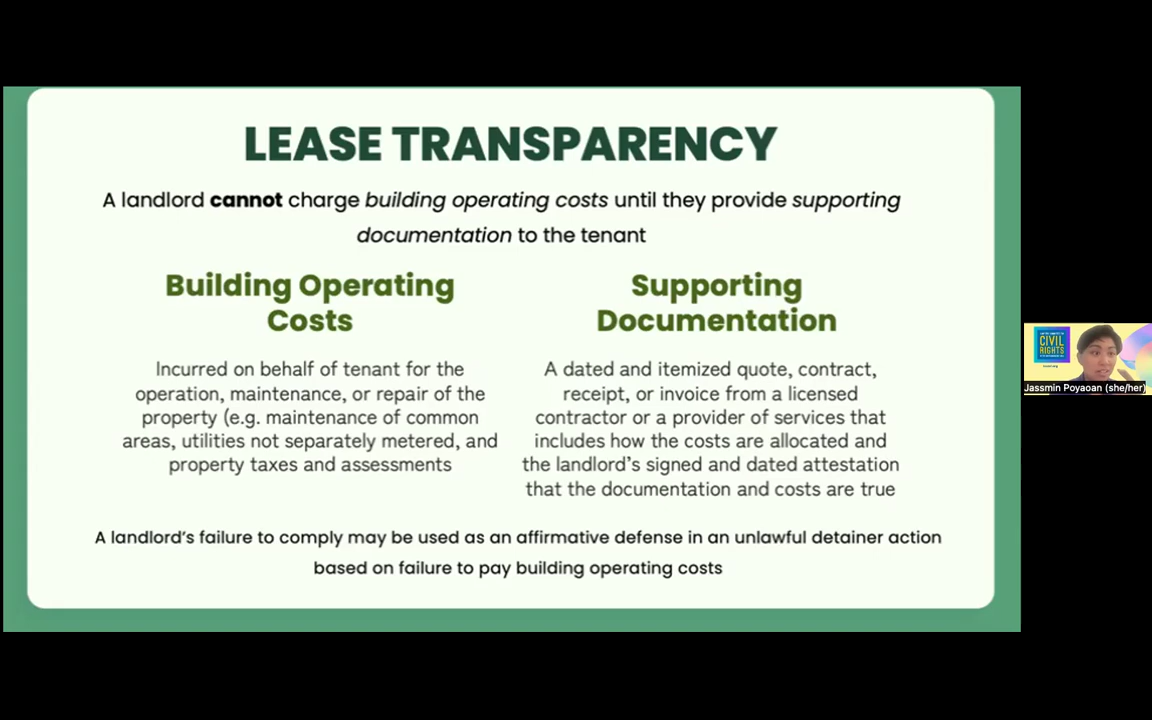 LEASE TRANSPARENCY
A landlord cannot charge building operating costs until they provide supporting
documentation to the tenant
Building Operating
Costs
Incurred on behalf of tenant for the
operation, maintenance, or repair of the
property (e.g. maintenance of common
areas, utilities not separately metered, and
property taxes and assessments
Supporting
Documentation
A dated and itemized quote, contract,
receipt, or invoice from a licensed
contractor or a provider of services that
includes how the costs are allocated and
the landlord's signed and dated attestation
that the documentation and costs are true
A landlord's failure to comply may be used as an affirmative defense in an unlawful detainer action
based on failure to pay building operating costs
CIVIL
RIGHTS
Jassmin Poyaoan (she/her)